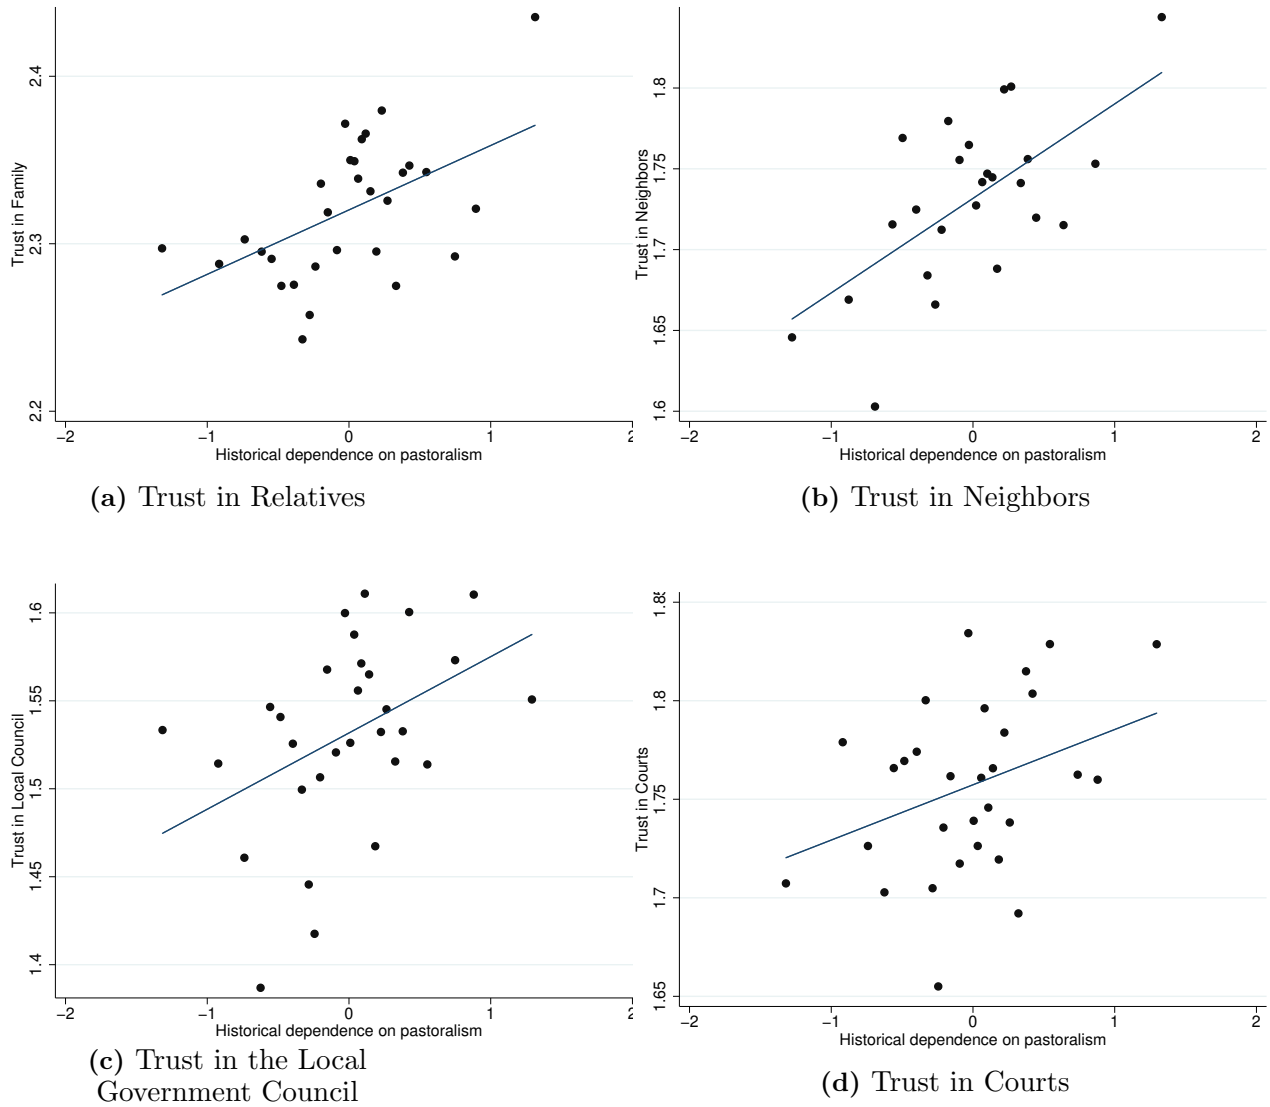 2.4
2.3
2.2
Trust in Family
−2 −1 0 1 2
Historical dependence on pastoralism
(a) Trust in Relatives
1.8
1.75
1.7
1.65
1.6
Trust in Neighbors
−2 −1 0 1 2
Historical dependence on pastoralism
(b) Trust in Neighbors
1.6
1.55
1.5
1.45
1.4
Trust in Local Council
−2 −1 0 1 2
Historical dependence on pastoralism
(c) Trust in the Local
Government Council
1.85
1.8
1.75
1.7
1.65
Trust in Courts
−2 −1 0 1 2
Historical dependence on pastoralism
(d) Trust in Courts